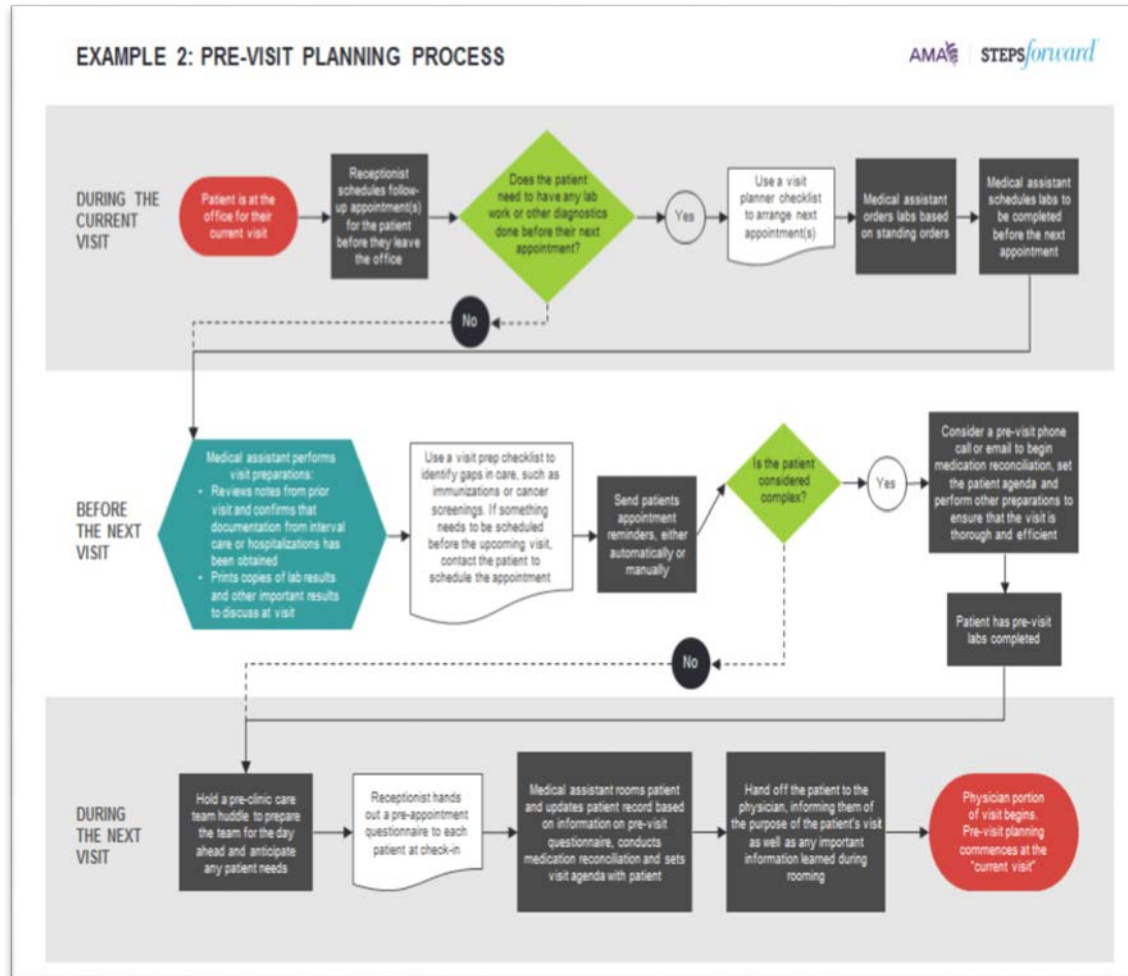 EXAMPLE 2: PRE-VISIT PLANNING PROCESS
AMA
STEPSforward™
DURING THE
CURRENT
VISIT
Patient is at the
office for their
current visit
Receptionist
schedules follow-
up appointment(s)
for the patient
before they leave
the office
Does the patient
need to have any lab
work or other diagnostics
done before their next
appointment?
Yes
Use a visit
planner checklist
to arrange next
appointment(s)
Medical assistant
orders labs based
on standing orders
Medical assistant
schedules labs to
be completed
before the next
appointment
No
BEFORE
THE NEXT
VISIT
Medical assistant performs
visit preparations:
• Reviews notes from prior
visit and confirms that
documentation from interval
care or hospitalizations has
been obtained
• Prints copies of lab results
and other important results
to discuss at visit
Use a visit prep checklist to
identify gaps in care, such as
immunizations or cancer
screenings. If something
needs to be scheduled
before the upcoming visit,
contact the patient to
schedule the appointment
Send patients
appointment
reminders, either
automatically or
manually
Is the patient
considered
complex?
Yes
Consider a pre-visit phone
call or email to begin
medication reconciliation, set
the patient agenda and
perform other preparations to
ensure that the visit is
thorough and efficient
Patient has pre-visit
labs completed
No
DURING
THE NEXT
VISIT
Hold a pre-clinic care
team huddle to prepare
the team for the day
ahead and anticipate
any patient needs
Receptionist hands
out a pre-appointment
questionnaire to each
patient at check-in
Medical assistant rooms patient
and updates patient record based
on information on pre-visit
questionnaire, conducts
medication reconciliation and sets
visit agenda with patient
Hand off the patient to the
physician, informing them of
the purpose of the patient's visit
as well as any important
information learned during
rooming
Physician portion
of visit begins.
Pre-visit planning
commences at the
"current visit"